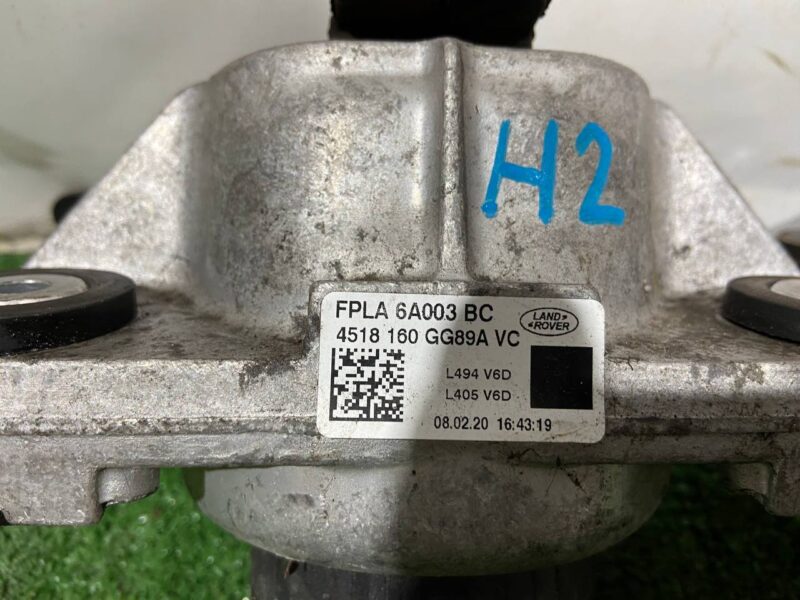 H2
FPLA 6A003 BC
LAND ROVER
4518 160 GG89A VC
L494 V6D
L405 V6D
08.02.20 16:43:19